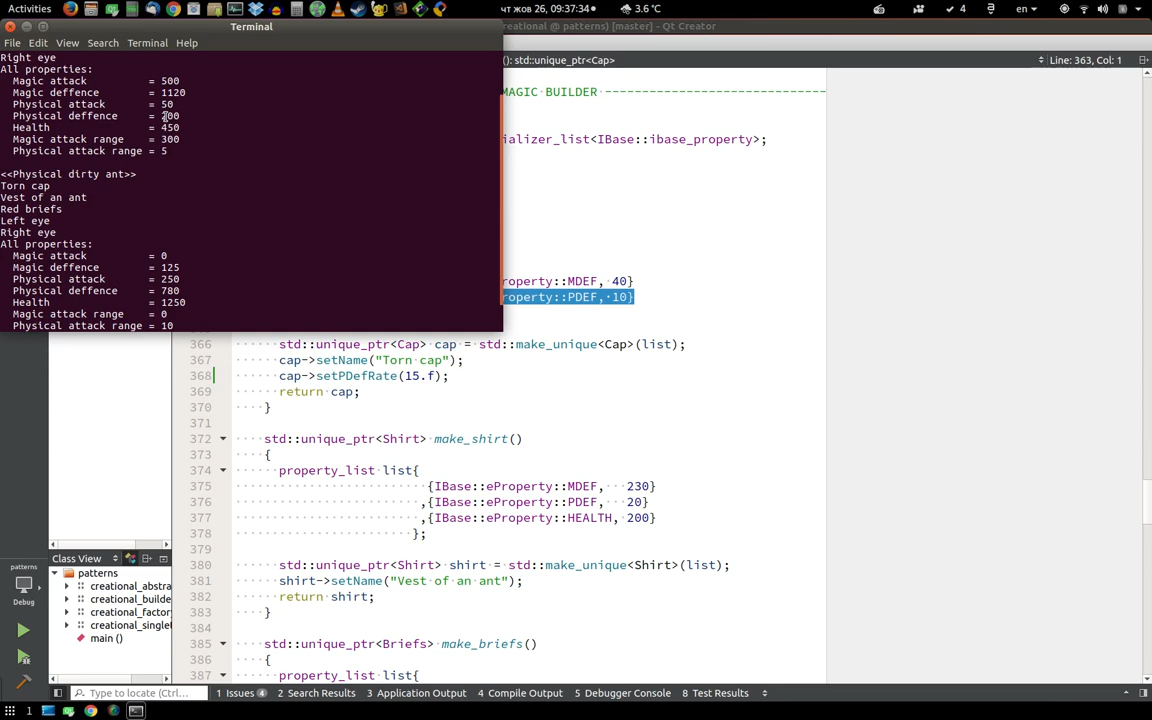 Activities
чт жов 26, 09:37:34
3.6 °C
4
en
Terminal
reational @ patterns) [master] - Qt Creator
File Edit View Search Terminal Help
(): std::unique_ptr<Cap>
Line: 363, Col: 1
Right eye
All properties:
Magic attack = 500
Magic deffence = 1120
Physical attack = 50
Physical deffence = 200
Health = 450
Magic attack range = 300
Physical attack range = 5
<<Physical dirty ant>>
Torn cap
Vest of an ant
Red briefs
Left eye
Right eye
All properties:
Magic attack = 0
Magic deffence = 125
Physical attack = 250
Physical deffence = 780
Health = 1250
Magic attack range = 0
Physical attack range = 10
MAGIC BUILDER ------------------------------
ializer_list<IBase::ibase_property>;
roperty::MDEF, 40}
roperty::PDEF, 10}
366 std::unique_ptr<Cap> cap = std::make_unique<Cap>(list);
367 cap->setName("Torn cap");
368 cap->setPDefRate(15.f);
369 return cap;
370 }
371
372 std::unique_ptr<Shirt> make_shirt()
373 {
374 property_list list{
375 {IBase::eProperty::MDEF, 230}
376 ,{IBase::eProperty::PDEF, 20}
377 ,{IBase::eProperty::HEALTH, 200}
378 };
379
380 std::unique_ptr<Shirt> shirt = std::make_unique<Shirt>(list);
381 shirt->setName("Vest of an ant");
382 return shirt;
383 }
384
385 std::unique_ptr<Briefs> make_briefs()
386 {
387 property_list list{
Class View
patterns
creational_abstra
creational_builde
creational_factor
creational_singlet
main ()
patterns
Debug
Type to locate (Ctrl...
1 Issues 4
2 Search Results
3 Application Output
4 Compile Output
5 Debugger Console
8 Test Results
1